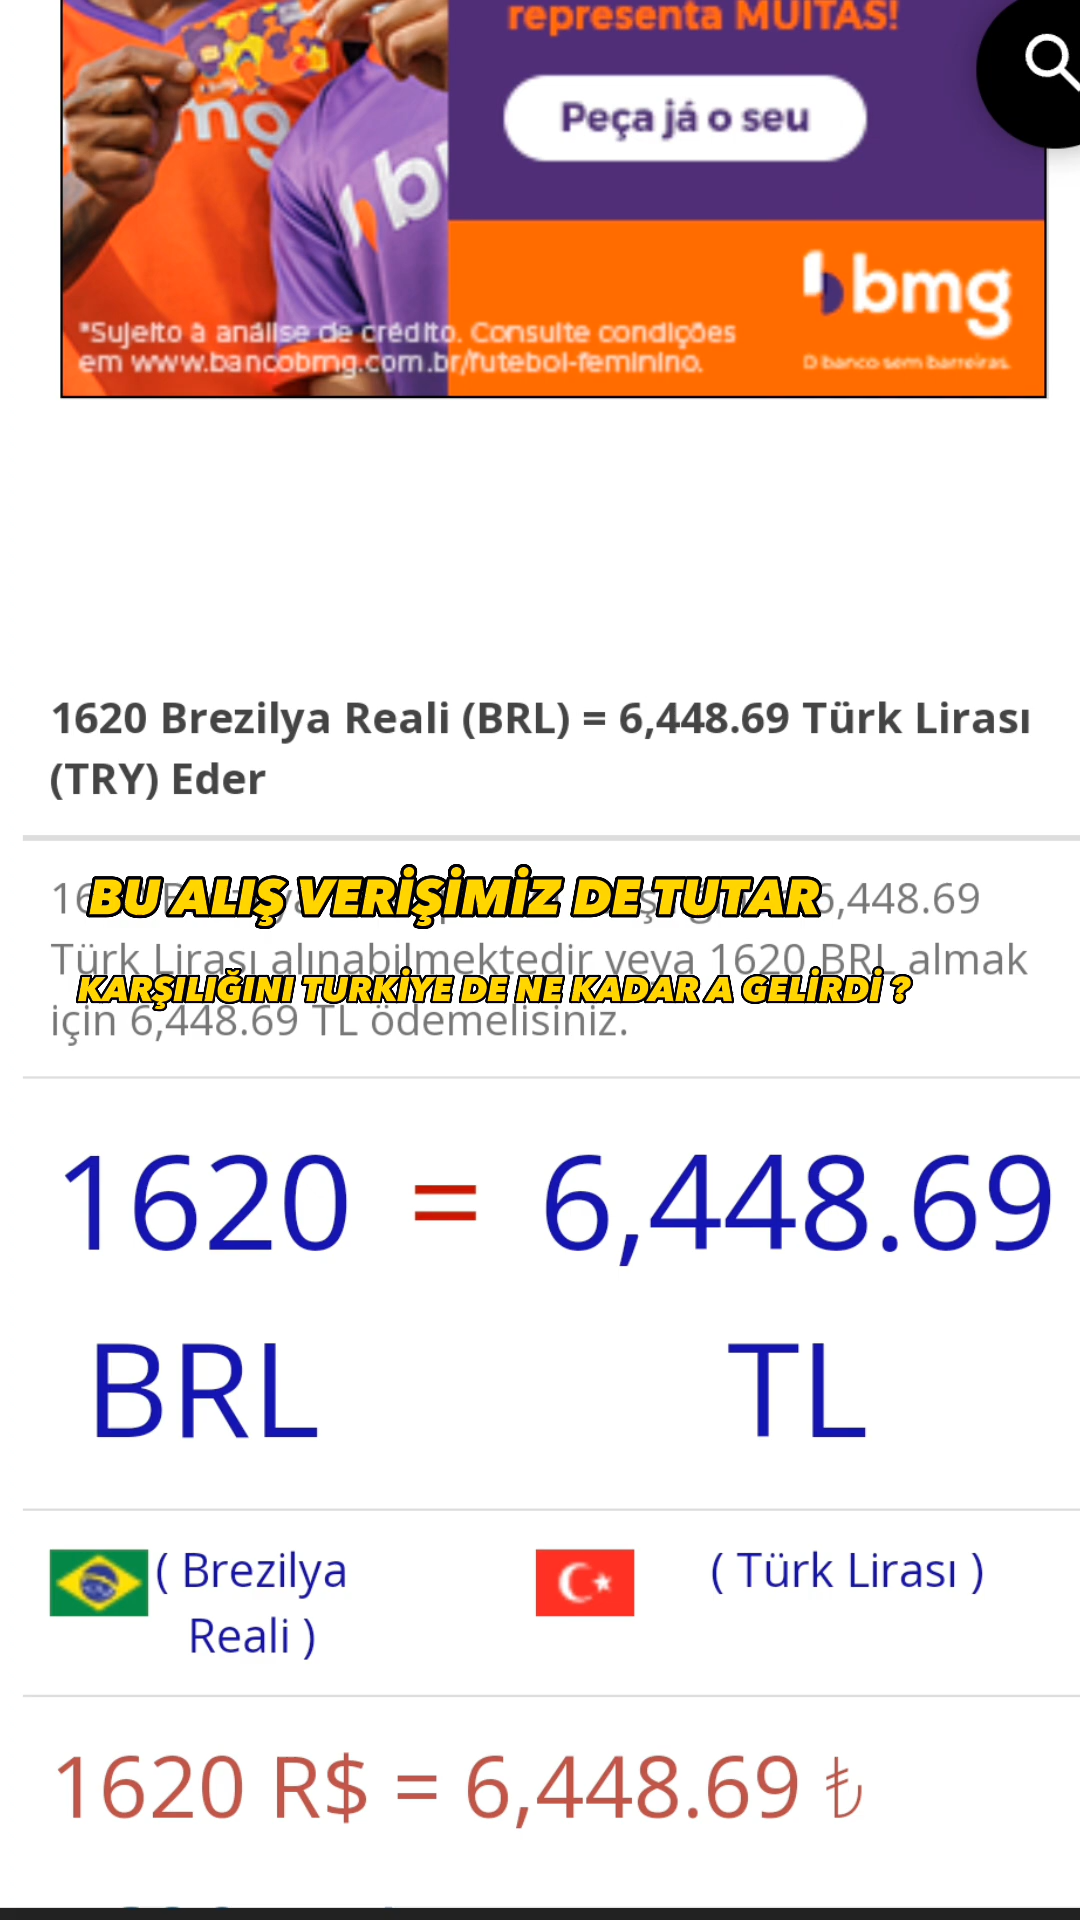 representa MUITAS!
Peça já o seu
mg
b
bmg
*Sujeito à análise de crédito. Consulte condições
em www.bancobmg.com.br/futebol-feminino.
O banco sem barreiras.
1620 Brezilya Reali (BRL) = 6,448.69 Türk Lirası
(TRY) Eder
BU ALIŞ VERİŞİMİZ DE TUTAR
6,448.69
Türk Lirası alınabilmektedir veya 1620 BRL almak
KARŞILIĞINI TURKİYE DE NE KADAR A GELİRDİ ?
için 6,448.69 TL ödemelisiniz.
1620 = 6,448.69
BRL TL
( Brezilya
Reali )
( Türk Lirası )
1620 R$ = 6,448.69 ₺